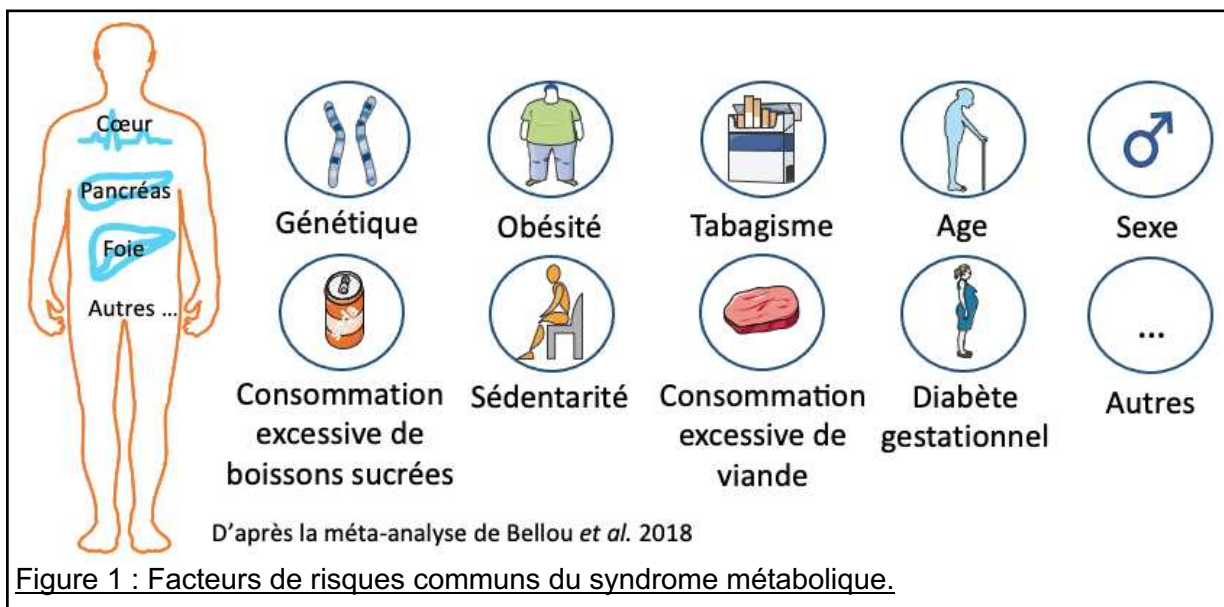 Cœur
Pancréas
Foie
Autres ...
Génétique
Obésité
Tabagisme
Age
Sexe
Consommation
excessive de
boissons sucrées
Sédentarité
Consommation
excessive de
viande
Diabète
gestationnel
...
Autres
D'après la méta-analyse de Bellou et al. 2018
Figure 1 : Facteurs de risques communs du syndrome métabolique.